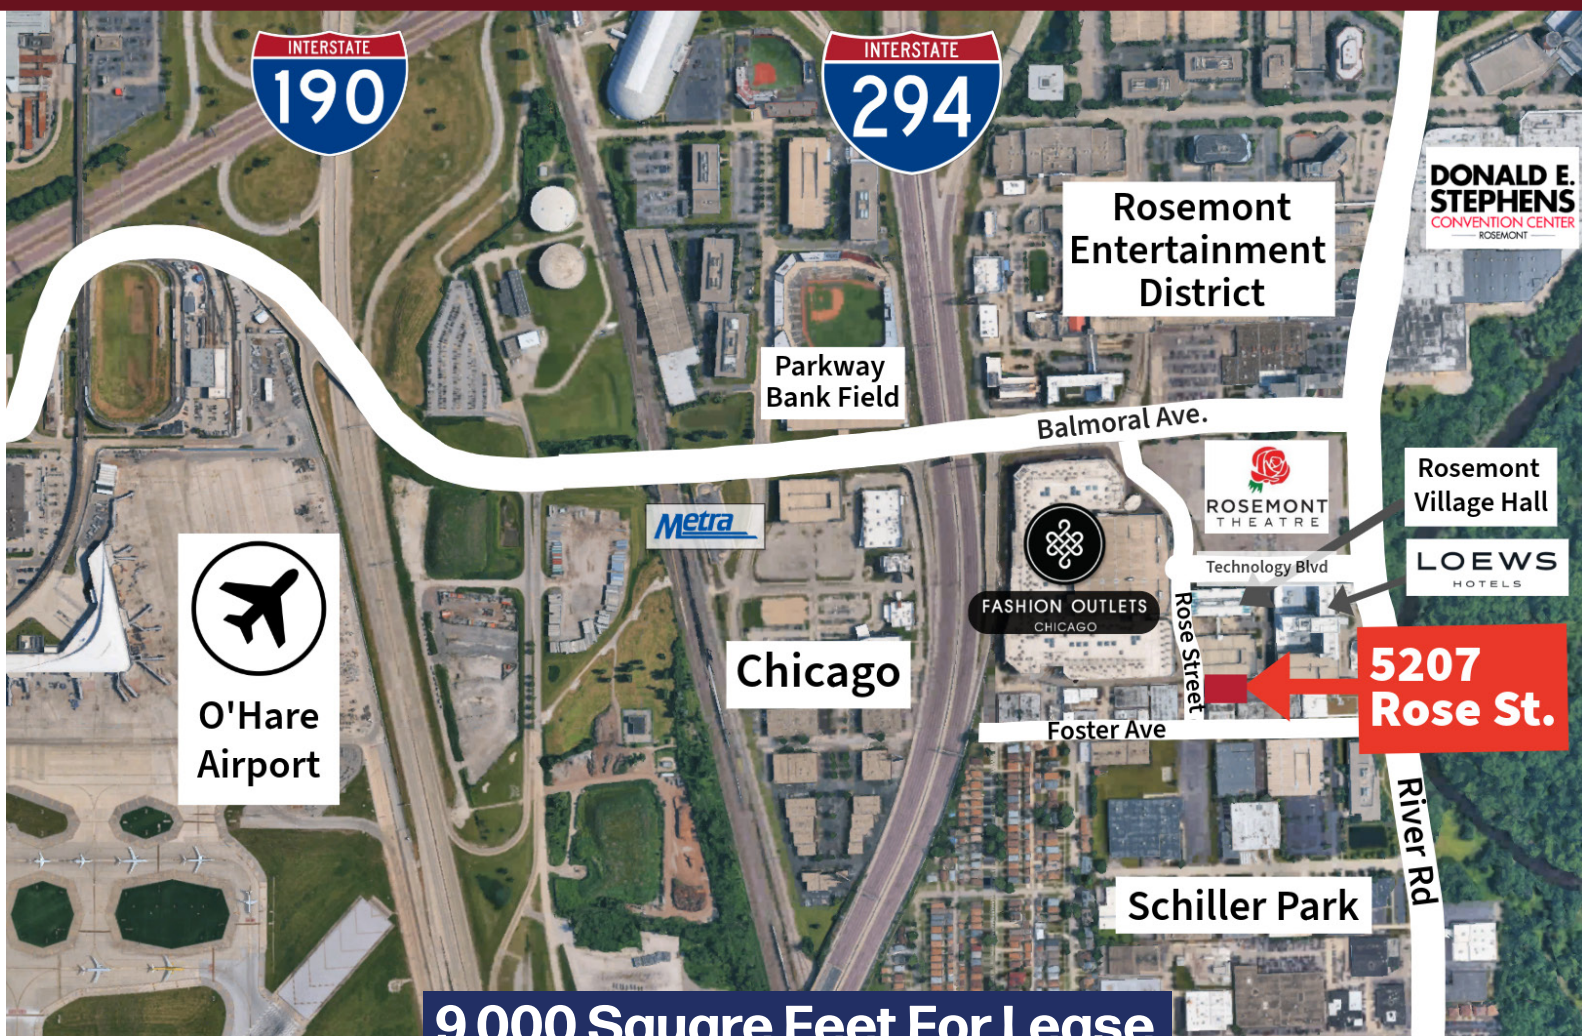 INTERSTATE
190
INTERSTATE
294
DONALD E.
STEPHENS
CONVENTION CENTER
ROSEMONT
Rosemont
Entertainment
District
Parkway
Bank Field
Balmoral Ave.
ROSEMONT
THEATRE
Rosemont
Village Hall
Metra
Technology Blvd
LOEWS
HOTELS
FASHION OUTLETS
CHICAGO
Rose Street
Chicago
5207
Rose St.
O'Hare
Airport
Foster Ave
River Rd
Schiller Park
9,000 Square Feet For Lease